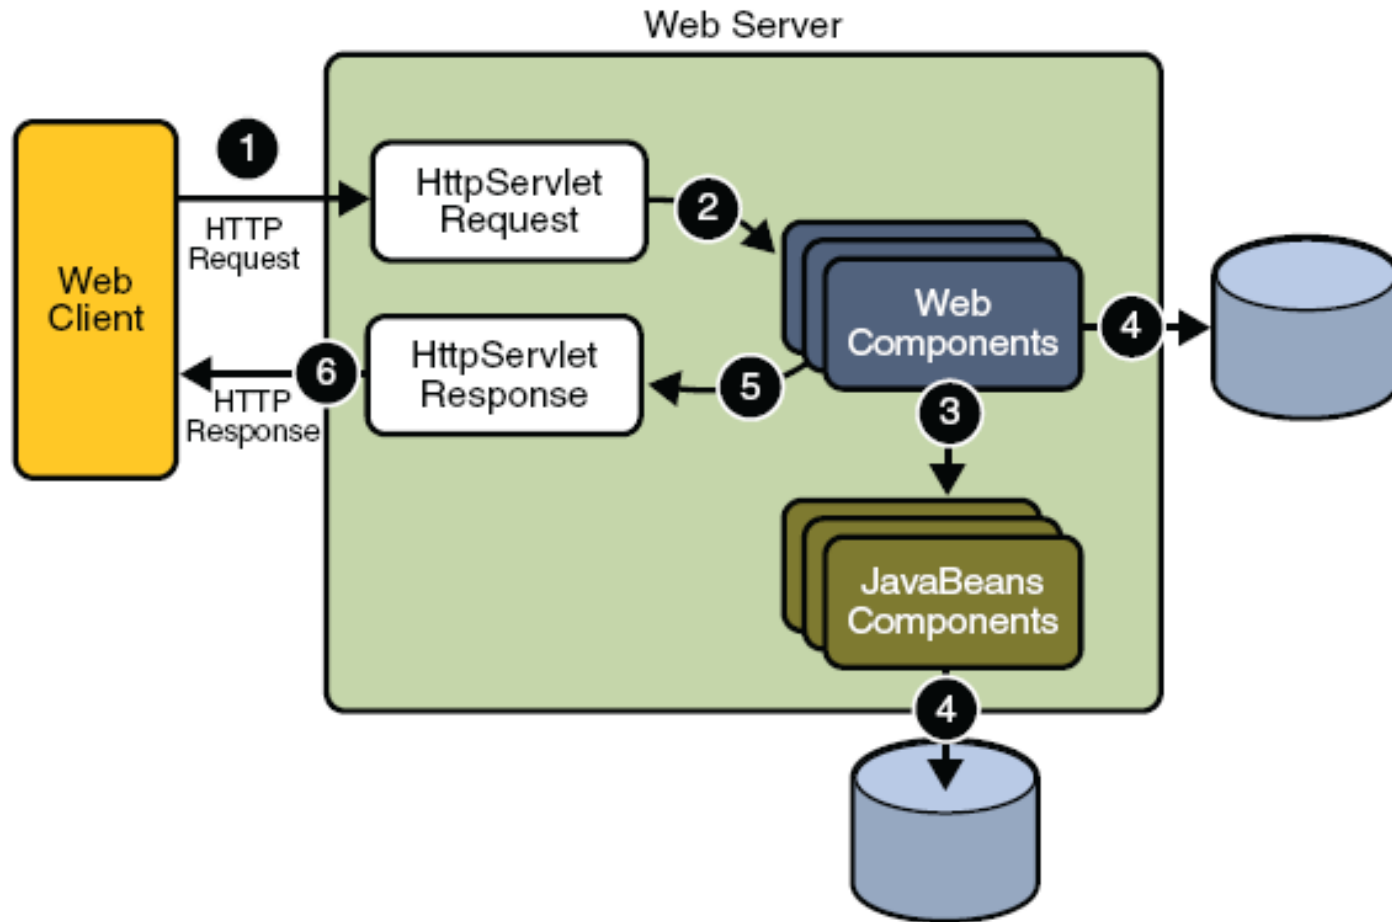 Web Server
1
HttpServlet
Request
2
HTTP
Request
Web
Client
Web
Components
4
HttpServlet
Response
5
6
HTTP
Response
3
JavaBeans
Components
4